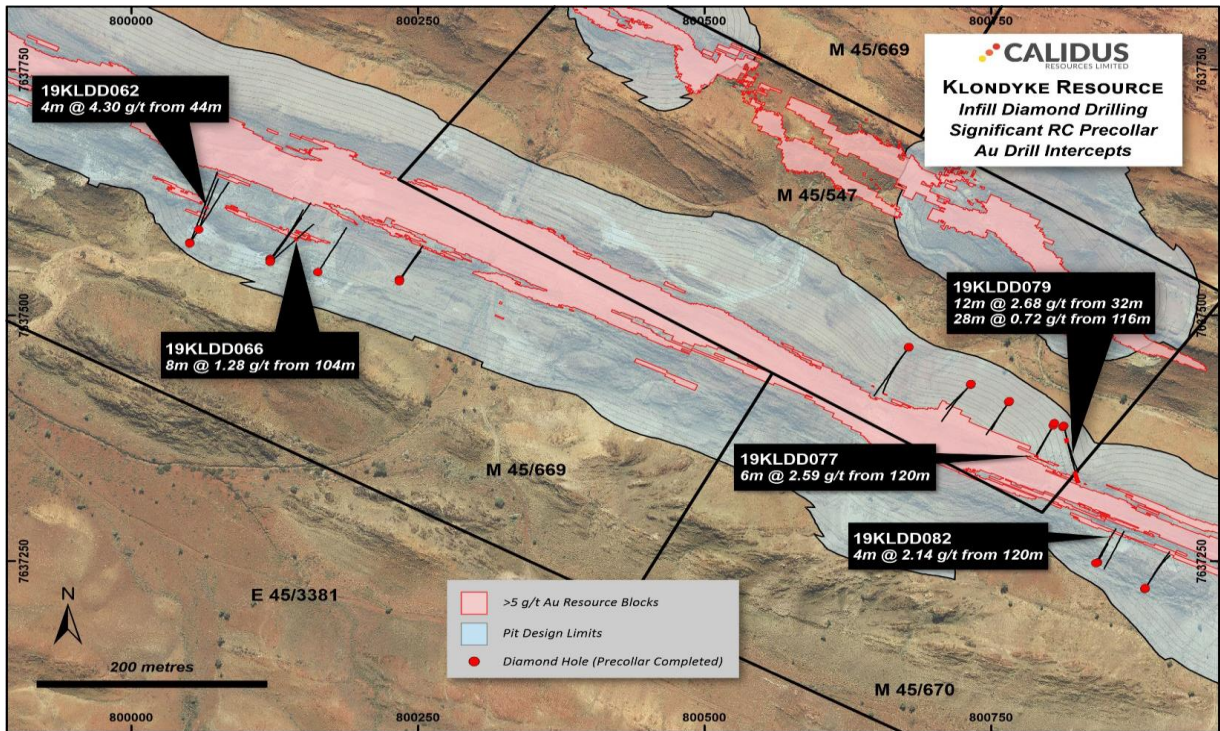 800000
800250
800500
800750
7637750
7637750
M 45/669
CALIDUS
RESOURCES LIMITED
KLONDYKE RESOURCE
Infill Diamond Drilling
Significant RC Precollar
Au Drill Intercepts
19KLDD062
4m @ 4.30 g/t from 44m
M 45/547
19KLDD079
12m @ 2.68 g/t from 32m
28m @ 0.72 g/t from 116m
7637500
7637500
19KLDD066
8m @ 1.28 g/t from 104m
19KLDD077
6m @ 2.59 g/t from 120m
M 45/669
19KLDD082
4m @ 2.14 g/t from 120m
7637250
7637250
E 45/3381
N
>5 g/t Au Resource Blocks
Pit Design Limits
Diamond Hole (Precollar Completed)
200 metres
M 45/670
800000
800250
800500
800750